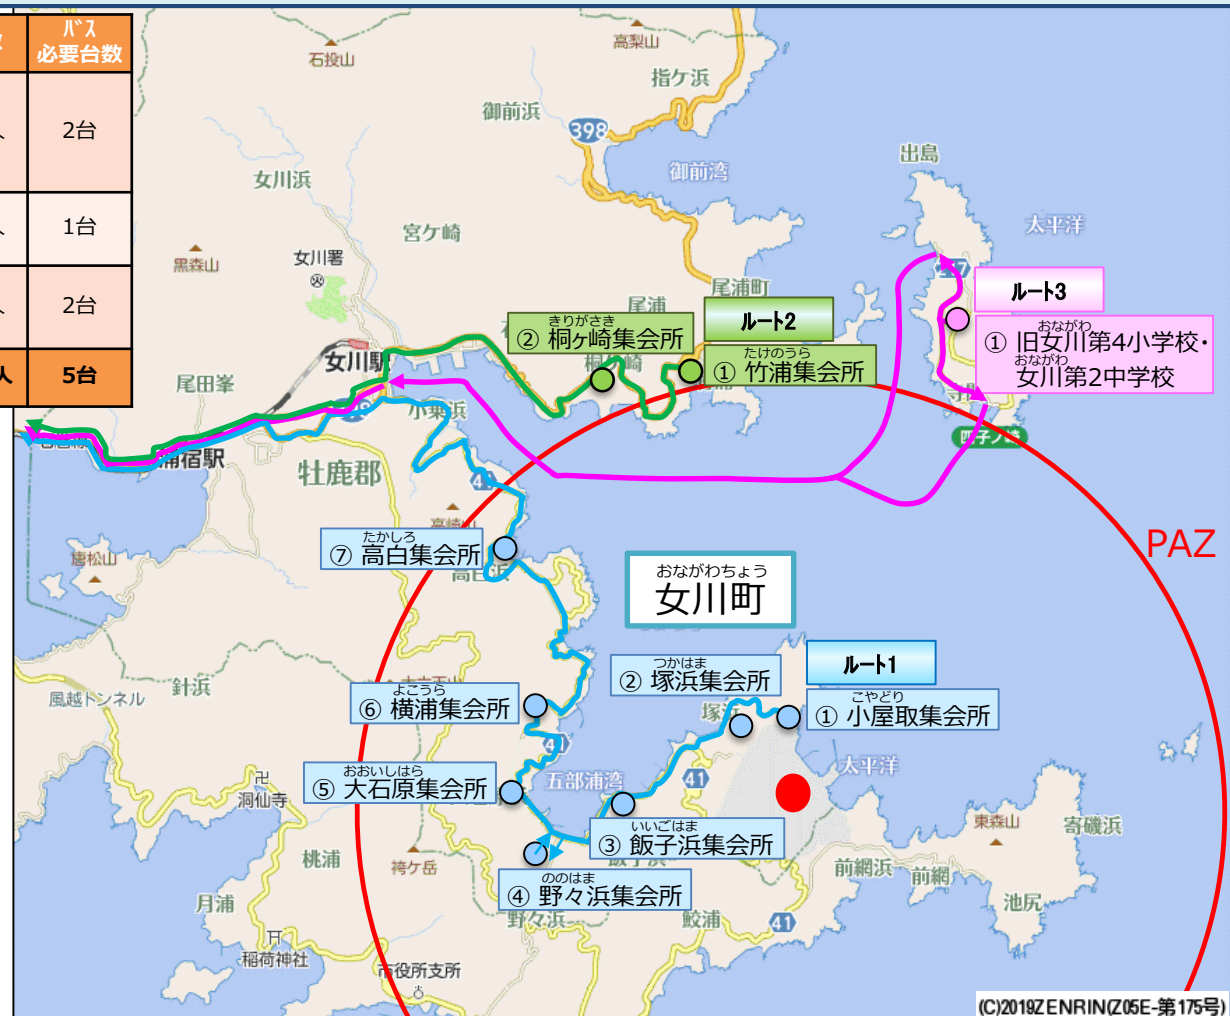 バス
必要台数
2台
1台
2台
人
5台
石投山
高梨山
指ケ浜
御前浜
398
御前湾
出島
太平洋
女川浜
宮ケ崎
黒森山
女川署
尾浦町
尾浦
ルート3
おながわ
① 旧女川第4小学校・
おながわ
女川第2中学校
ルート2
きりがさき
② 桐ヶ崎集会所
たけのうら
① 竹浦集会所
女川駅
尾田峯
小乗浜
浦宿駅
四子ノ崎
牡鹿郡
41
高崎山
たかしろ
⑦ 高白集会所
高白浜
唐松山
PAZ
おながわちょう
女川町
ルート1
つかはま
② 塚浜集会所
こやどり
① 小屋取集会所
塚浜
針浜
風越トンネル
よこうら
⑥ 横浦集会所
41
太平洋
五部浦湾
41
おおいしはら
⑤ 大石原集会所
洞仙寺
いいごはま
③ 飯子浜集会所
東森山
寄磯浜
桃浦
袴ケ岳
ののはま
④ 野々浜集会所
前網浜
前網
池尻
月浦
野々浜
鮫浦
41
稲荷神社
市役所支所
(C)2019ZENRIN(Z05E-第175号)